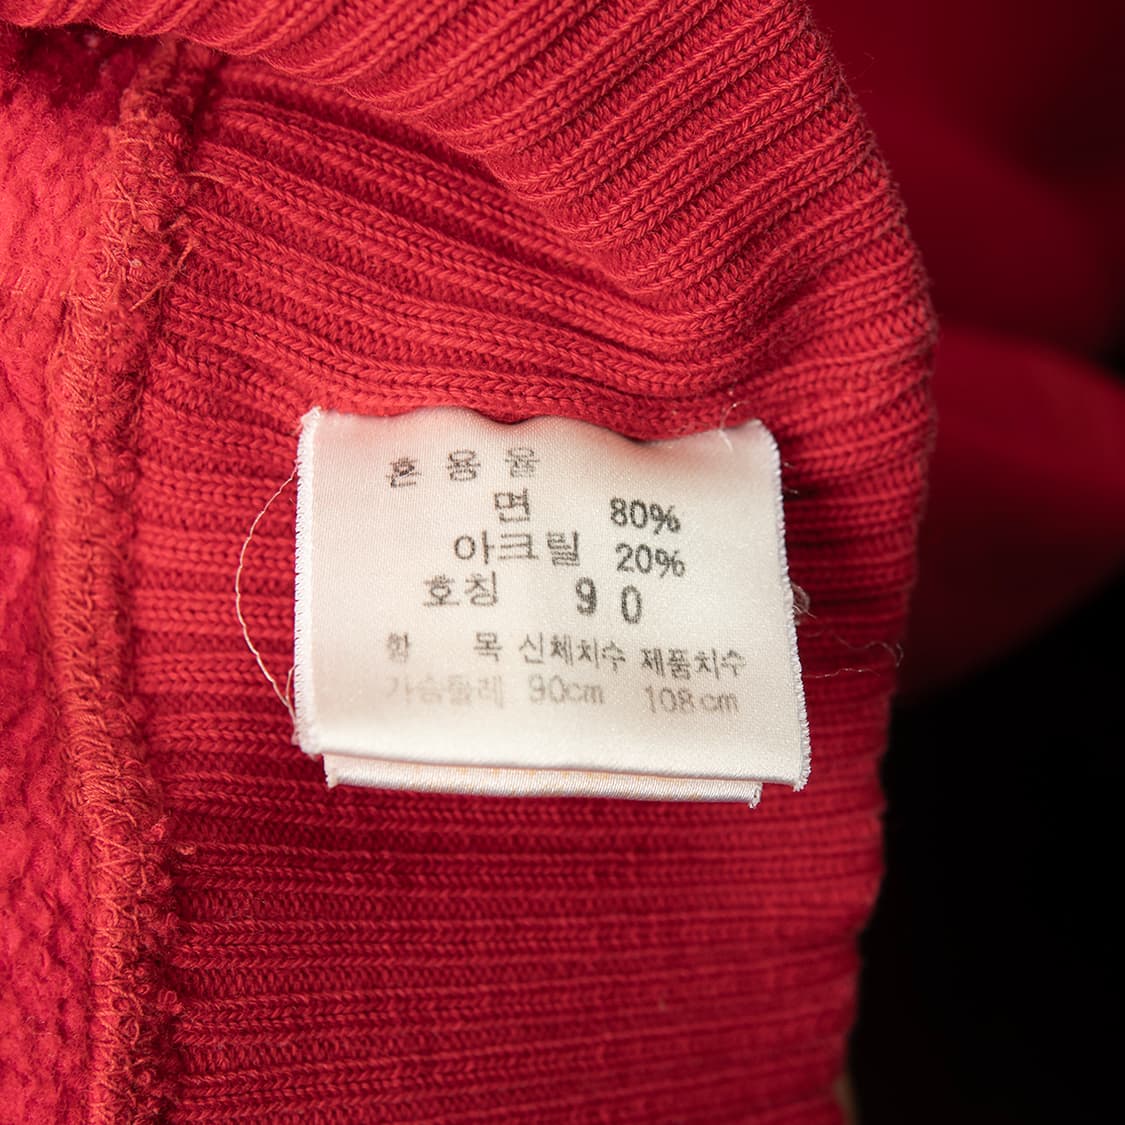 혼용율
면 80%
아크릴 20%
호칭 90
항 목 신체치수 제품치수
가슴둘레 90cm 108cm